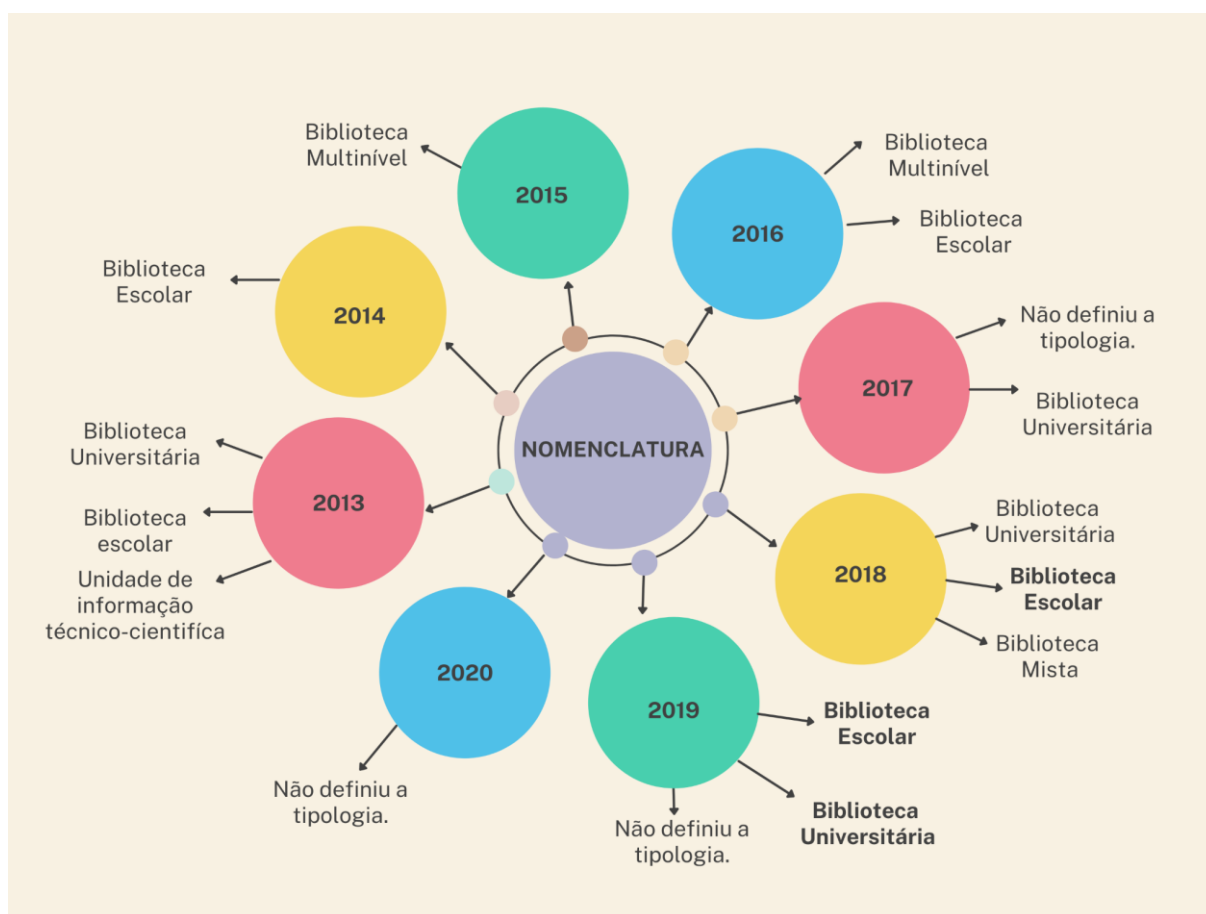 Biblioteca
Multinível
2015
Biblioteca
Multinível
Biblioteca
Escolar
2016
Biblioteca
Escolar
2014
Não definiu a
tipologia.
Biblioteca
Universitária
2017
NOMENCLATURA
Biblioteca
Universitária
Biblioteca
escolar
Unidade de
informação
técnico-cientifíca
2013
Biblioteca
Universitária
Biblioteca
Escolar
Biblioteca
Mista
2018
2020
Não definiu a
tipologia.
2019
Biblioteca
Escolar
Biblioteca
Universitária
Não definiu a
tipologia.